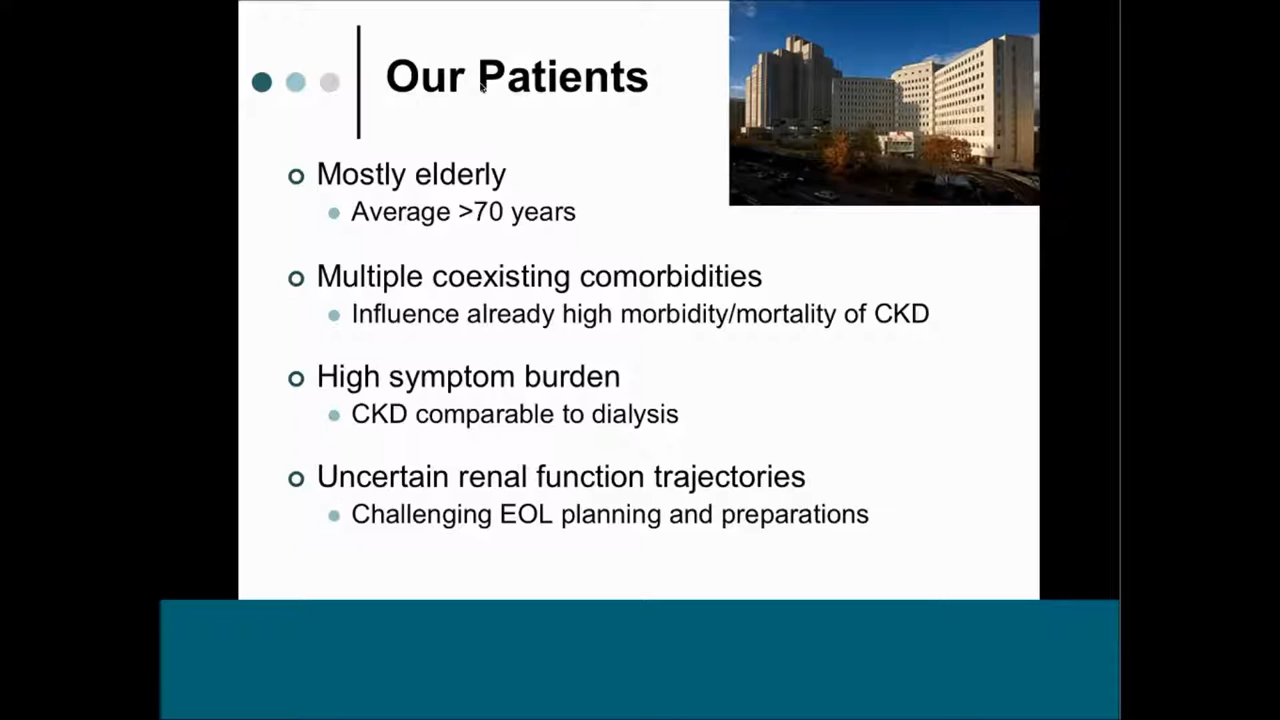 Our Patients
Mostly elderly
Average >70 years
Multiple coexisting comorbidities
Influence already high morbidity/mortality of CKD
High symptom burden
CKD comparable to dialysis
Uncertain renal function trajectories
Challenging EOL planning and preparations